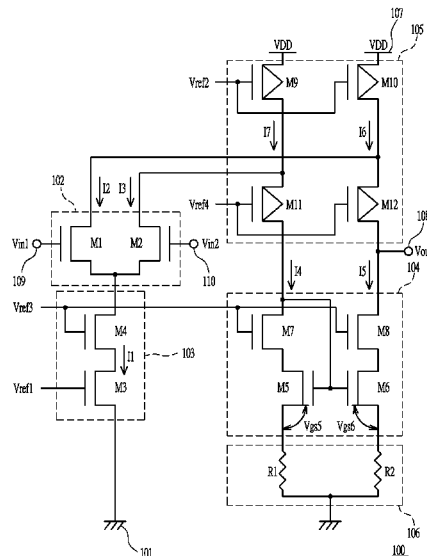 107
105
VDD VDD
Vref2 M9 M10
I7 I6
102 I2 I3
Vref4 M11 M12
108
Vou
Vin1 M1 M2 Vin2
109 110
I4 I5 104
Vref3
M4 M7 M8
103
I1
Vref1 M3 M5 M6
Vgs5 Vgs6
R1 R2
101 106
100